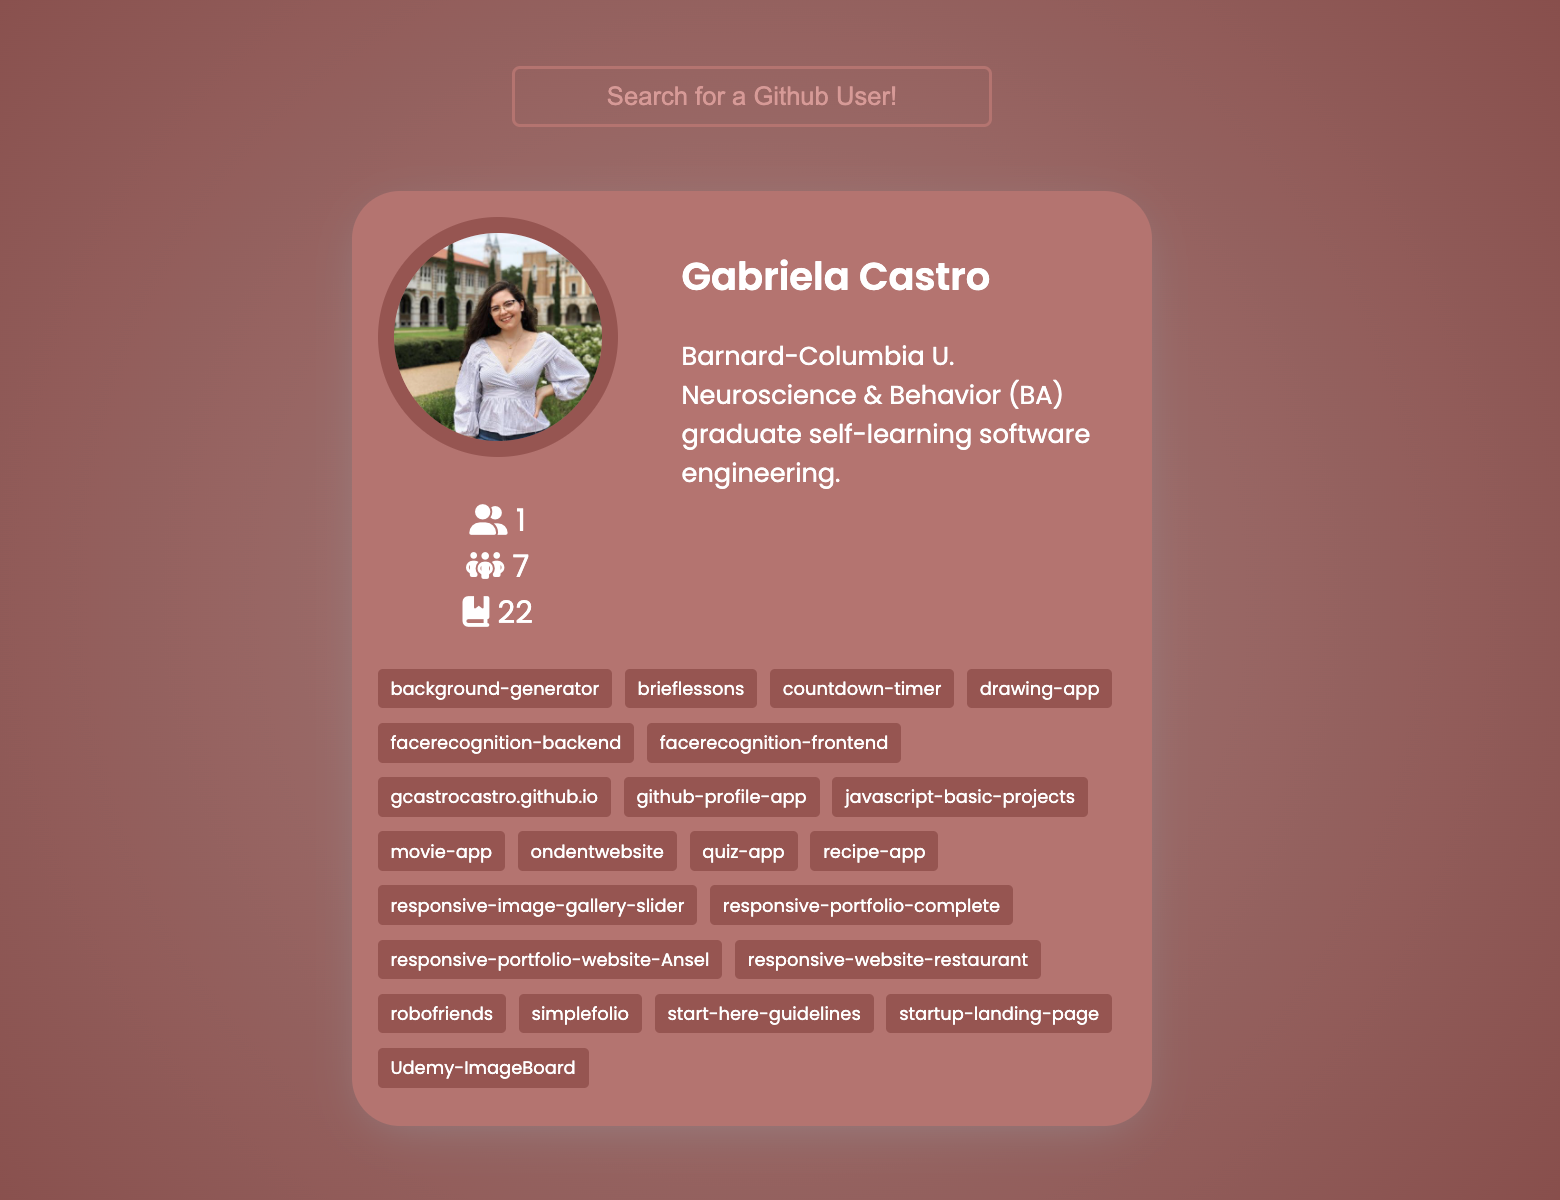 Search for a Github User!
Gabriela Castro
Barnard-Columbia U.
Neuroscience & Behavior (BA)
graduate self-learning software
engineering.
1
7
22
background-generator brieflessons countdown-timer drawing-app
facerecognition-backend facerecognition-frontend
gcastrocastro.github.io github-profile-app javascript-basic-projects
movie-app ondentwebsite quiz-app recipe-app
responsive-image-gallery-slider responsive-portfolio-complete
responsive-portfolio-website-Ansel responsive-website-restaurant
robofriends simplefolio start-here-guidelines startup-landing-page
Udemy-ImageBoard